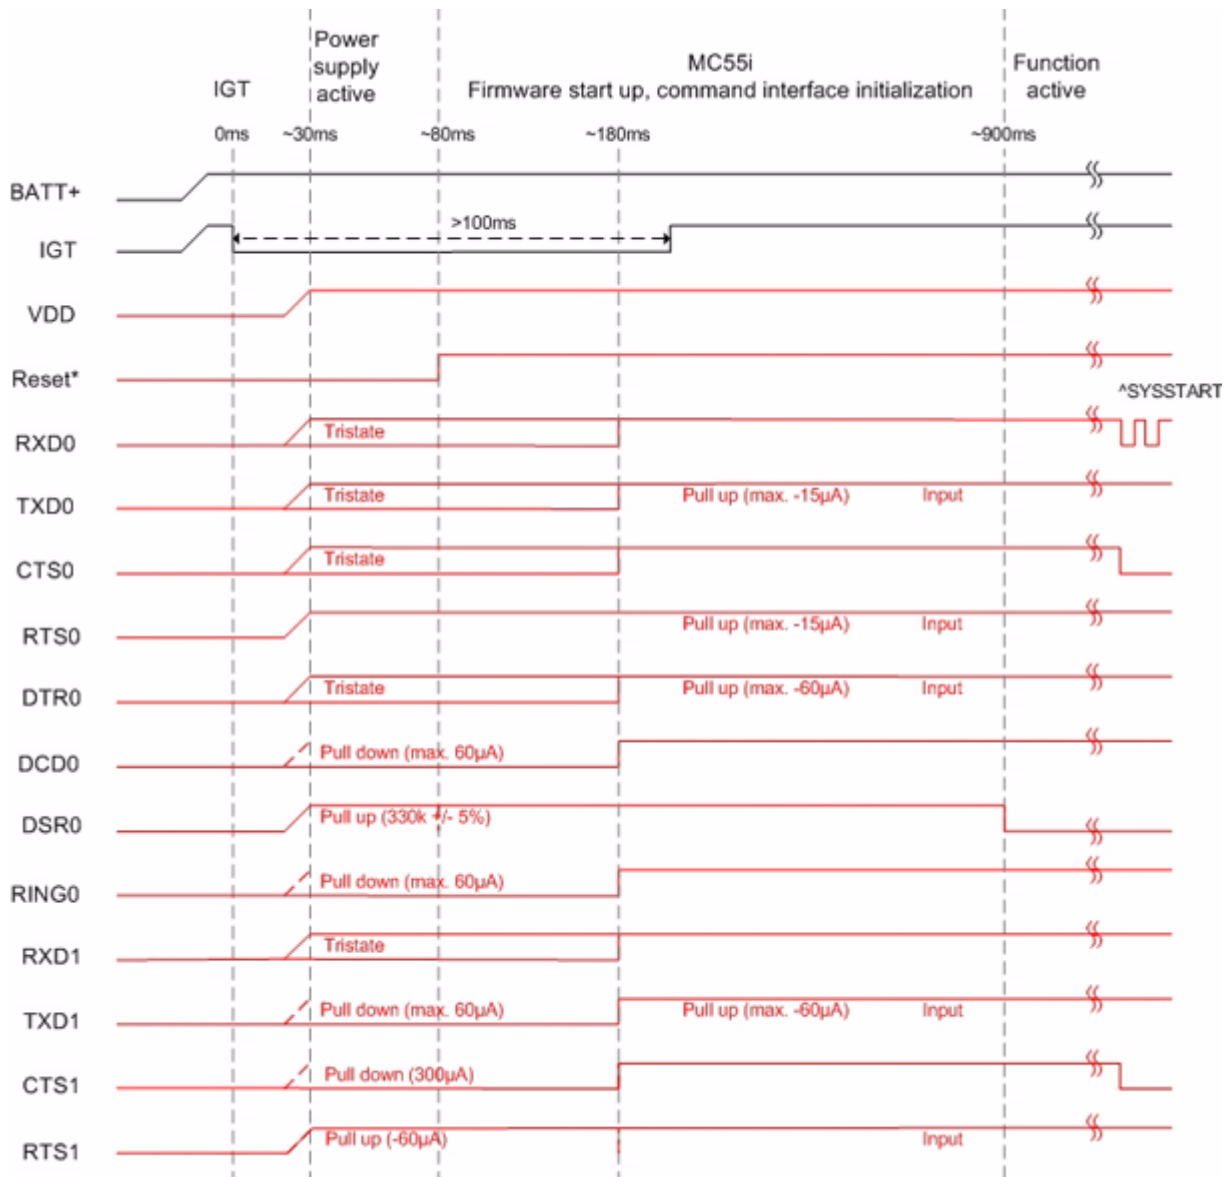 Power
supply
active
IGT
MC55i
Firmware start up, command interface initialization
Function
active
0ms ~30ms ~80ms ~180ms ~900ms
BATT+
IGT >100ms
VDD
Reset*
^SYSSTART
RXD0 Tristate
TXD0 Tristate Pull up (max. -15µA) Input
CTS0 Tristate
RTS0 Pull up (max. -15µA) Input
DTR0 Tristate Pull up (max. -60µA) Input
DCD0 Pull down (max. 60µA)
DSR0 Pull up (330k +/- 5%)
RING0 Pull down (max. 60µA)
RXD1 Tristate
TXD1 Pull down (max. 60µA) Pull up (max. -60µA) Input
CTS1 Pull down (300µA)
RTS1 Pull up (-60µA) Input